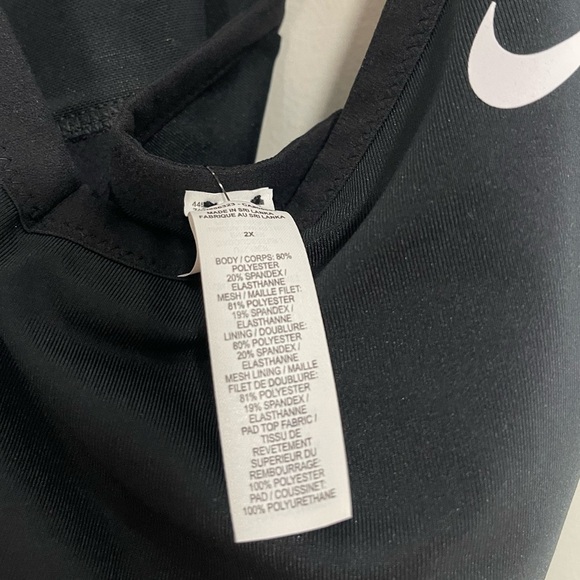 MADE IN SRI LANKA
FABRIQUE AU SRI LANKA
2X
BODY / CORPS: 80%
POLYESTER
20% SPANDEX /
ELASTHANNE
MESH / MAILLE FILET:
81% POLYESTER
19% SPANDEX /
ELASTHANNE
LINING / DOUBLURE:
80% POLYESTER
20% SPANDEX /
ELASTHANNE
MESH LINING / MAILLE
FILET DE DOUBLURE:
81% POLYESTER
19% SPANDEX /
ELASTHANNE
PAD TOP FABRIC /
TISSU DE
REVETEMENT
SUPERIEUR DU
REMBOURRAGE:
100% POLYESTER
PAD / COUSSINET:
100% POLYURETHANE